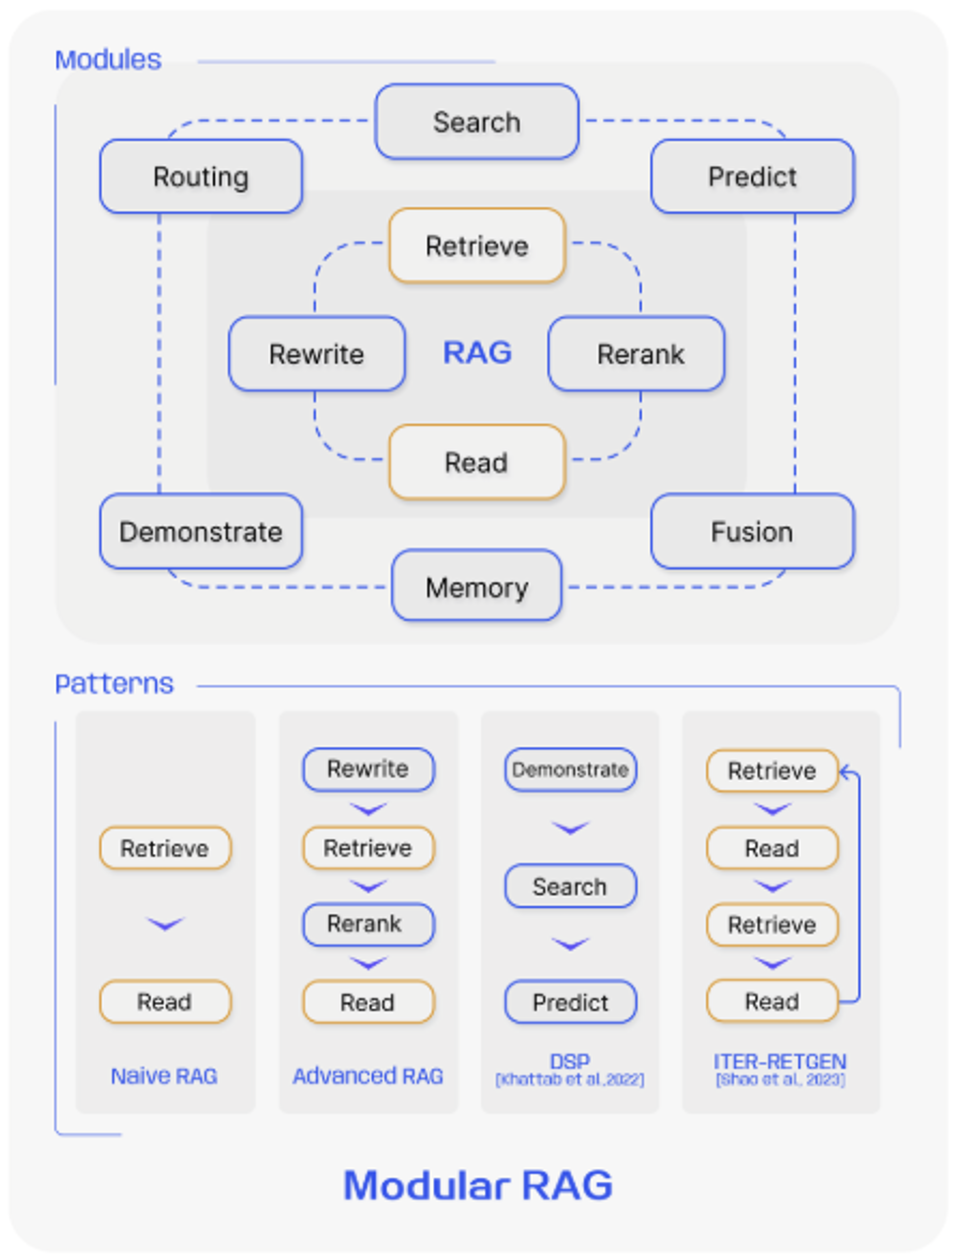 Modules
Search
Routing
Predict
Retrieve
Rewrite
RAG
Rerank
Read
Demonstrate
Fusion
Memory
Patterns
Retrieve
Read
Naive RAG
Rewrite
Retrieve
Rerank
Read
Advanced RAG
Demonstrate
Search
Predict
DSP
[Khattab et al.,2022]
Retrieve
Read
Retrieve
Read
ITER-RETGEN
[Shao et al., 2023]
Modular RAG